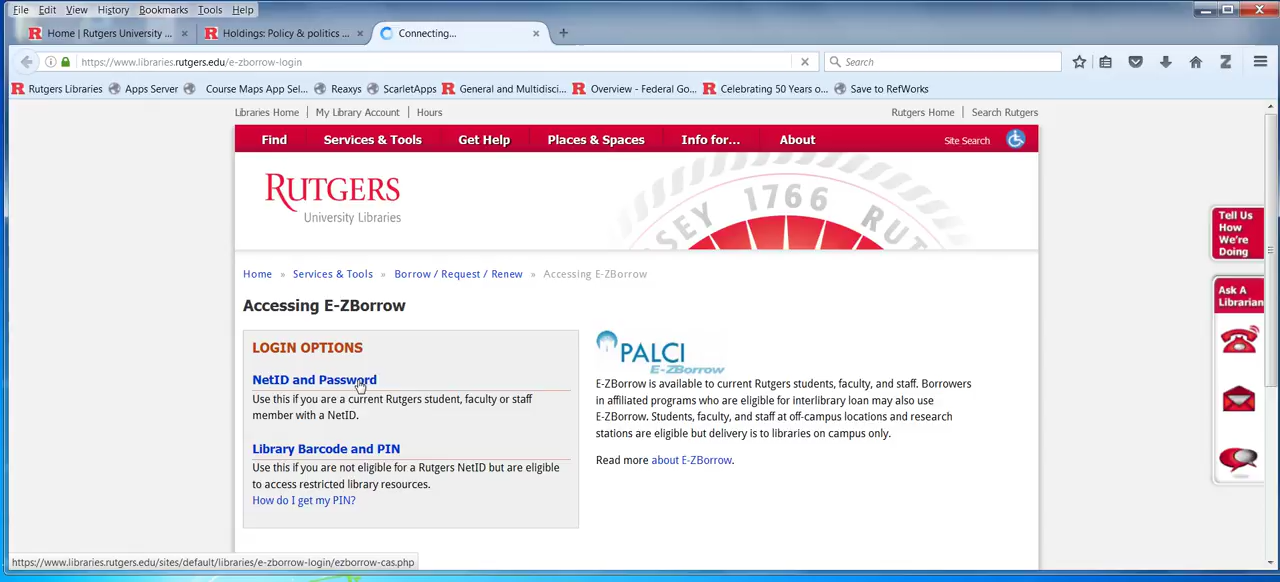 File Edit View History Bookmarks Tools Help
Home | Rutgers University ... × Holdings: Policy & politics ... × Connecting... × +
https://www.libraries.rutgers.edu/e-zborrow-login Search
Rutgers Libraries Apps Server Course Maps App Sel... Reaxys ScarletApps General and Multidisci... Overview - Federal Go... Celebrating 50 Years o... Save to RefWorks
Libraries Home | My Library Account | Hours Rutgers Home | Search Rutgers
Find Services & Tools Get Help Places & Spaces Info for... About Site Search
RUTGERS
University Libraries
SEY 1766 RU
Home » Services & Tools » Borrow / Request / Renew » Accessing E-ZBorrow
Accessing E-ZBorrow
LOGIN OPTIONS
NetID and Password
Use this if you are a current Rutgers student, faculty or staff
member with a NetID.
Library Barcode and PIN
Use this if you are not eligible for a Rutgers NetID but are eligible
to access restricted library resources.
How do I get my PIN?
PALCI
E-ZBorrow
E-ZBorrow is available to current Rutgers students, faculty, and staff. Borrowers
in affiliated programs who are eligible for interlibrary loan may also use
E-ZBorrow. Students, faculty, and staff at off-campus locations and research
stations are eligible but delivery is to libraries on campus only.
Read more about E-ZBorrow.
Tell Us
How
We're
Doing
Ask A
Librarian
https://www.libraries.rutgers.edu/sites/default/libraries/e-zborrow-login/ezborrow-cas.php